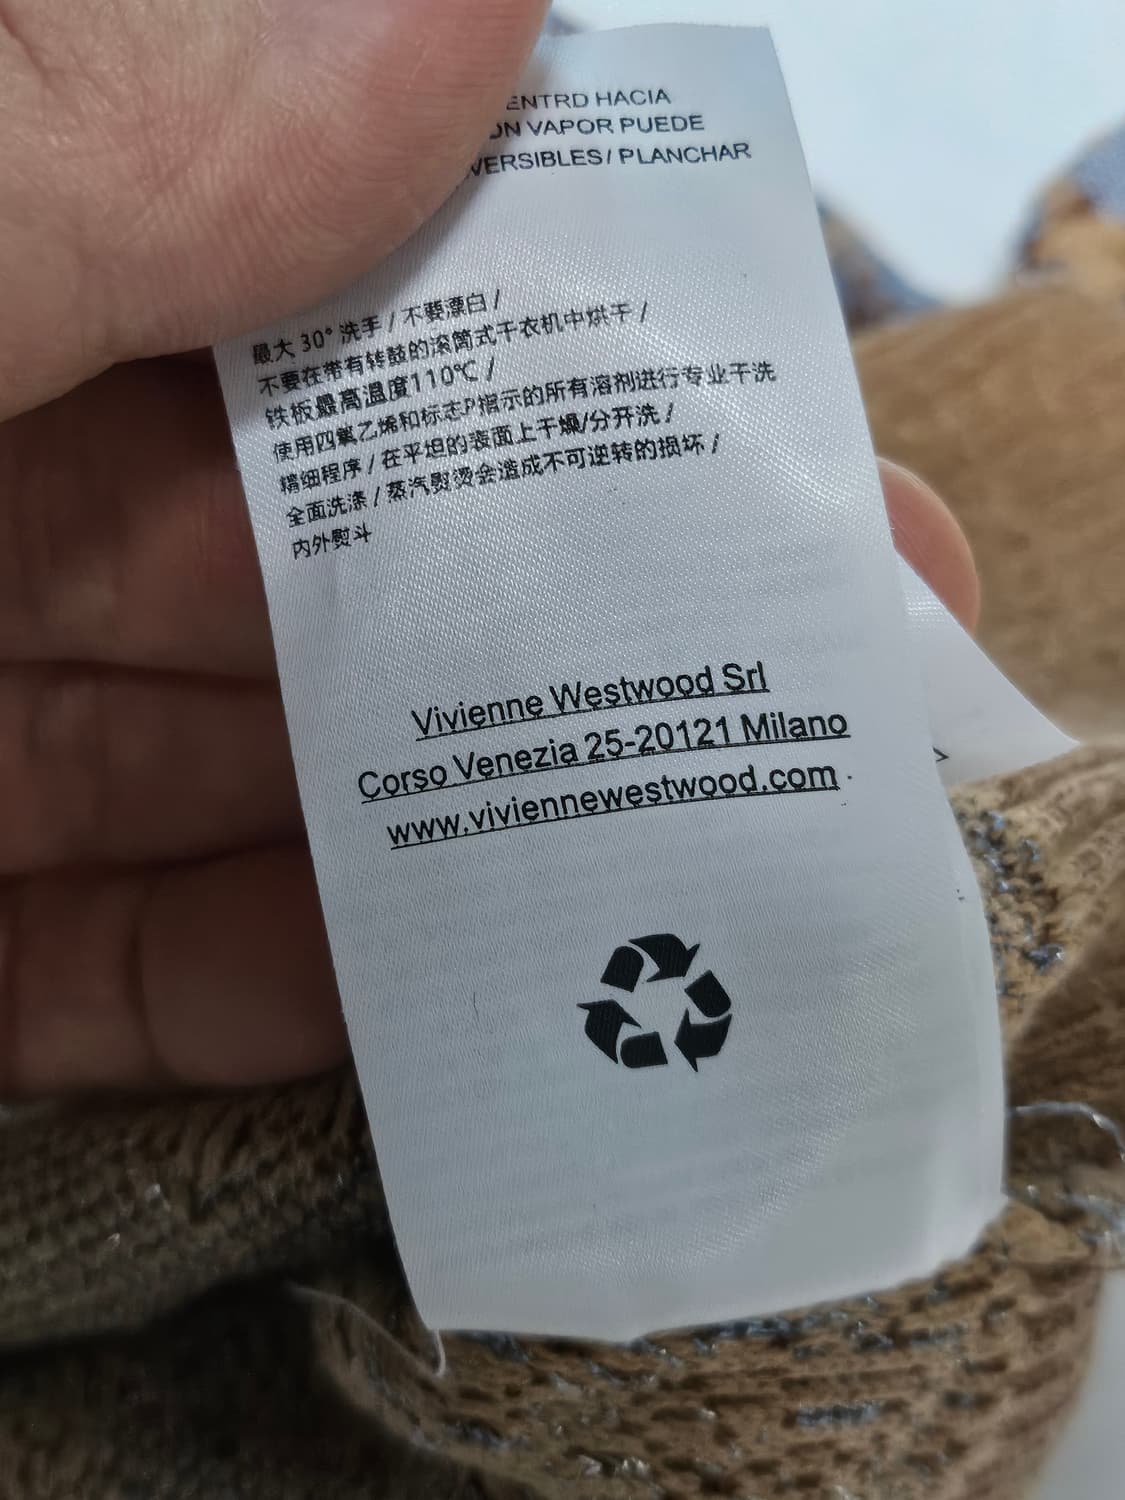 ENTRD HACIA
ON VAPOR PUEDE
VERSIBLES/ PLANCHAR
最大 30° 洗手 / 不要漂白 /
不要在带有转鼓的滚筒式干衣机中烘干 /
铁板最高温度110℃ /
使用四氯乙烯和标志P指示的所有溶剂进行专业干洗
精细程序 / 在平坦的表面上干燥/分开洗 /
全面洗涤 / 蒸汽熨烫会造成不可逆转的损坏 /
内外熨斗
Vivienne Westwood Srl
Corso Venezia 25-20121 Milano
www.viviennewestwood.com